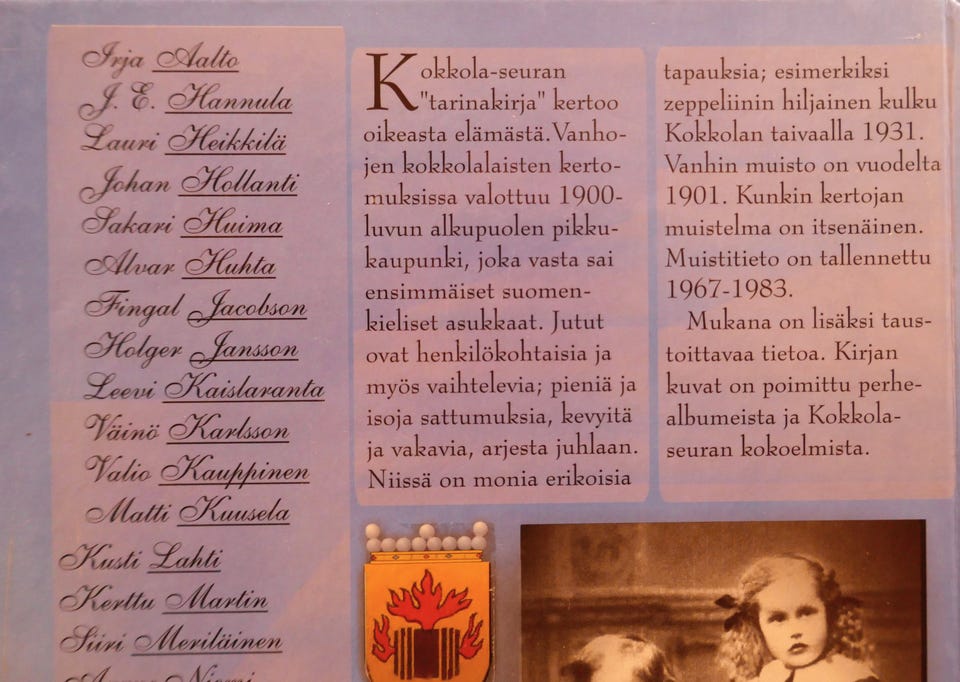 Irja Aalto
J. E. Hannula
Lauri Heikkilä
Johan Hollanti
Sakari Huima
Alvar Huhta
Fingal Jacobson
Holger Jansson
Leevi Kaislaranta
Väinö Karlsson
Valio Kauppinen
Matti Kuusela
Kusti Lahti
Kerttu Martin
Siiri Meriläinen
Niemi
Kokkola-seuran
"tarinakirja" kertoo
oikeasta elämästä. Vanho-
jen kokkolalaisten kerto-
muksissa valottuu 1900-
luvun alkupuolen pikku-
kaupunki, joka vasta sai
ensimmäiset suomen-
kieliset asukkaat. Jutut
ovat henkilökohtaisia ja
myös vaihtelevia; pieniä ja
isoja sattumuksia, kevyitä
ja vakavia, arjesta juhlaan.
Niissä on monia erikoisia
tapauksia; esimerkiksi
zeppeliinin hiljainen kulku
Kokkolan taivaalla 1931.
Vanhin muisto on vuodelta
1901. Kunkin kertojan
muistelma on itsenäinen.
Muistitieto on tallennettu
1967-1983.
Mukana on lisäksi taus-
toittavaa tietoa. Kirjan
kuvat on poimittu perhe-
albumeista ja Kokkola-
seuran kokoelmista.